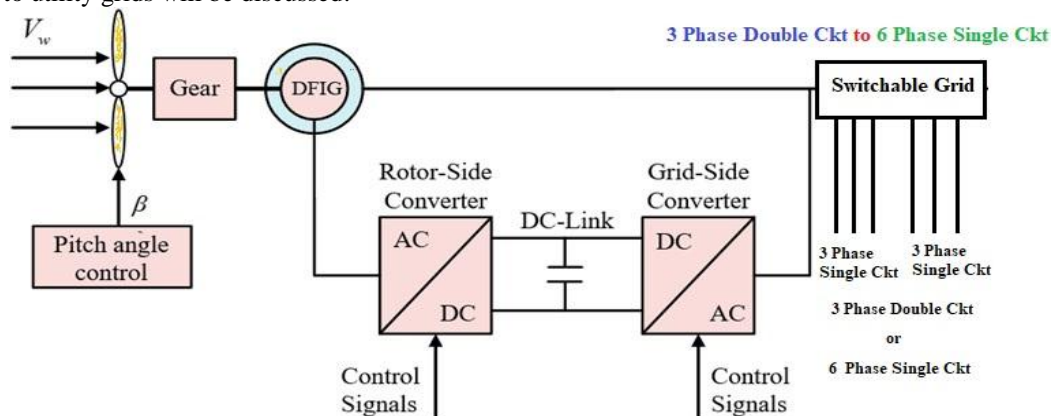 to utility grids will be discussed.
V_w
3 Phase Double Ckt to 6 Phase Single Ckt
Gear
DFIG
Switchable Grid
Rotor-Side
Converter
Grid-Side
Converter
β
DC-Link
Pitch angle
control
AC
DC
DC
AC
3 Phase
Single Ckt
3 Phase
Single Ckt
3 Phase Double Ckt
or
6 Phase Single Ckt
Control
Signals
Control
Signals